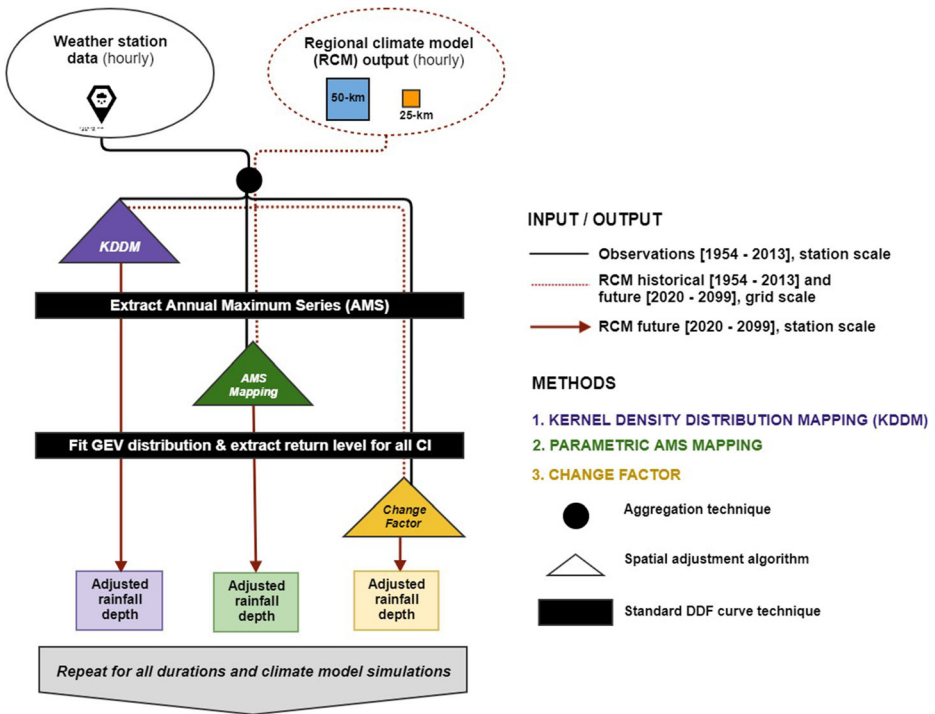 Weather station
data (hourly)
Regional climate model
(RCM) output (hourly)
50-km
25-km
KDDM
Extract Annual Maximum Series (AMS)
AMS
Mapping
Fit GEV distribution & extract return level for all CI
Change
Factor
Adjusted
rainfall
depth
Adjusted
rainfall
depth
Adjusted
rainfall
depth
Repeat for all durations and climate model simulations
INPUT / OUTPUT
Observations [1954 - 2013], station scale
RCM historical [1954 - 2013] and
future [2020 - 2099], grid scale
RCM future [2020 - 2099], station scale
METHODS
1. KERNEL DENSITY DISTRIBUTION MAPPING (KDDM)
2. PARAMETRIC AMS MAPPING
3. CHANGE FACTOR
Aggregation technique
Spatial adjustment algorithm
Standard DDF curve technique